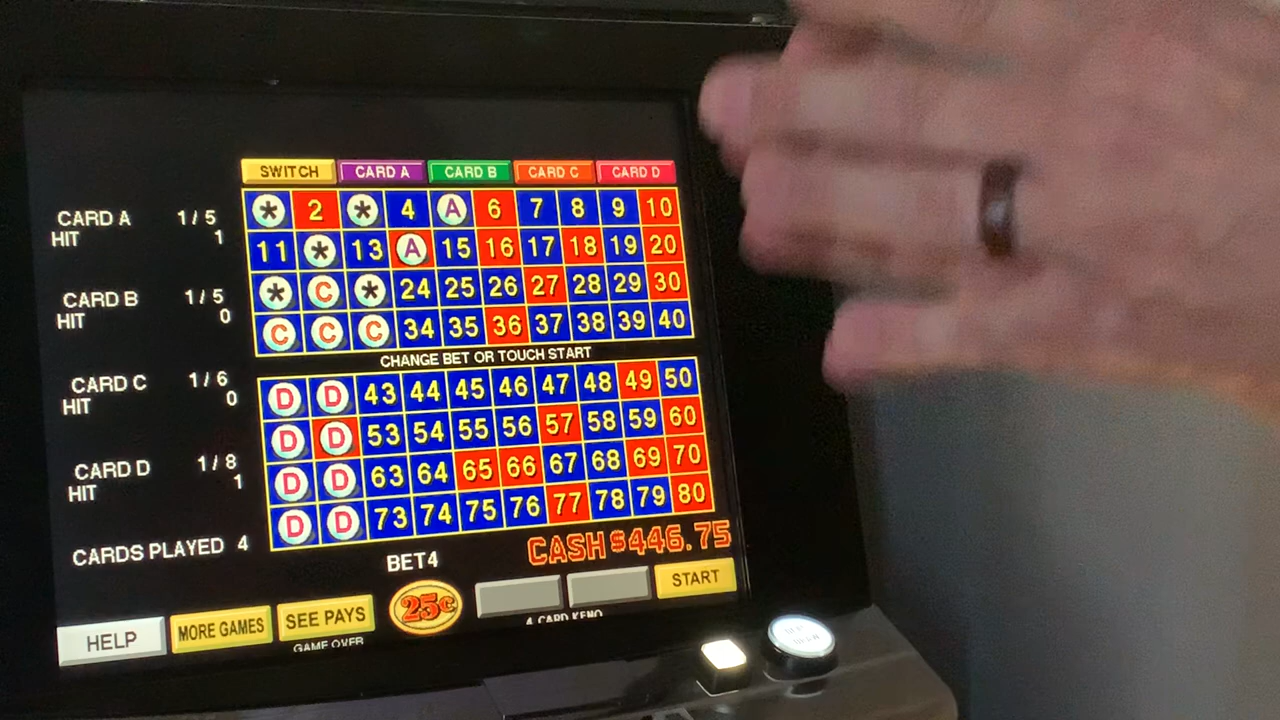 SWITCH CARD A CARD B CARD C CARD D
CARD A 1/5
HIT 1
CARD B 1/5
HIT 0
CARD C 1/6
HIT 0
CARD D 1/8
HIT 1
CARDS PLAYED 4
* 2 * 4 A 6 7 8 9 10
11 * 13 A 15 16 17 18 19 20
* C * 24 25 26 27 28 29 30
C C C 34 35 36 37 38 39 40
CHANGE BET OR TOUCH START
D D 43 44 45 46 47 48 49 50
D D 53 54 55 56 57 58 59 60
D D 63 64 65 66 67 68 69 70
D D 73 74 75 76 77 78 79 80
BET4 CASH $446.75
HELP MORE GAMES SEE PAYS 25¢ START
GAME OVER 4 CARD KENO